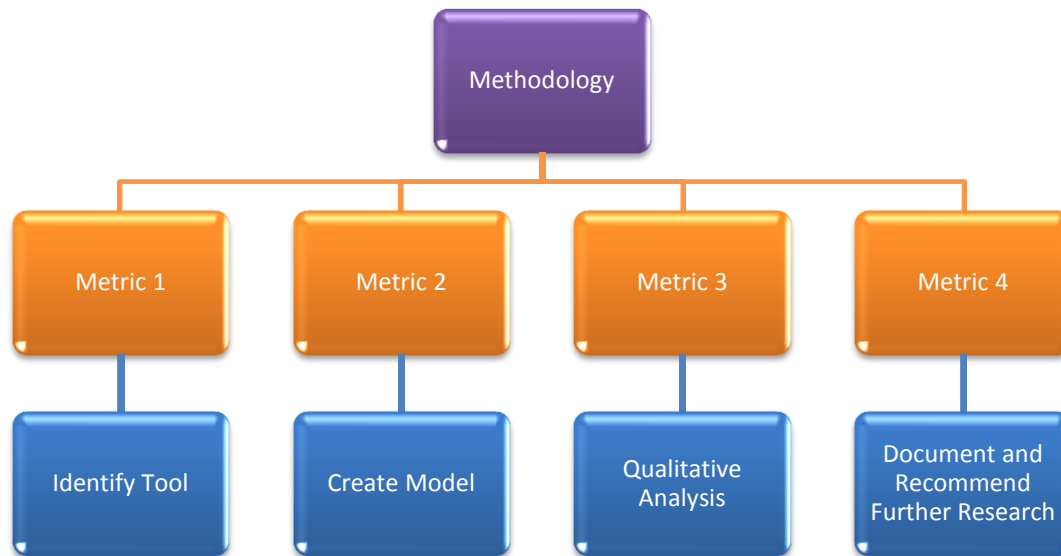 Methodology
Metric 1
Metric 2
Metric 3
Metric 4
Identify Tool
Create Model
Qualitative
Analysis
Document and
Recommend
Further Research